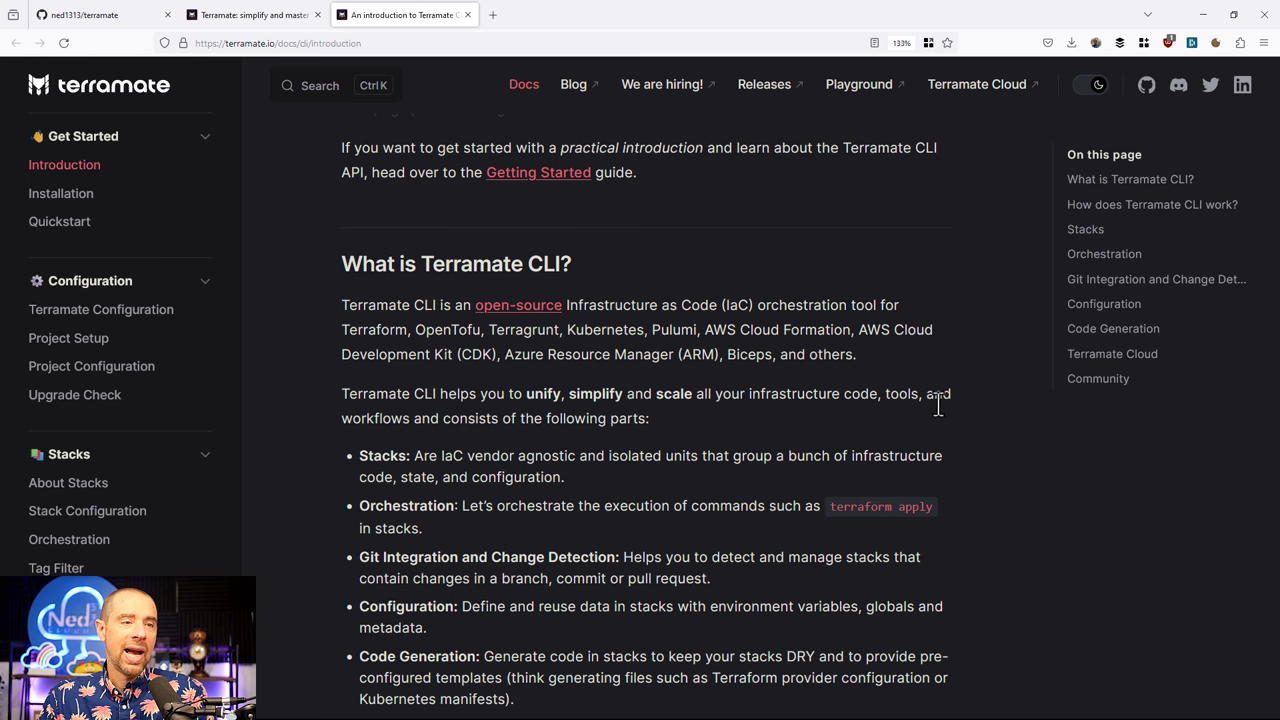 ned1313/terramate
Terramate: simplify and maste
An introduction to Terramate C
https://terramate.io/docs/cli/introduction
133%
terramate
Search
Ctrl K
Docs
Blog
We are hiring!
Releases
Playground
Terramate Cloud
👋 Get Started
Introduction
Installation
Quickstart
⚙️ Configuration
Terramate Configuration
Project Setup
Project Configuration
Upgrade Check
📚 Stacks
About Stacks
Stack Configuration
Orchestration
Tag Filter
If you want to get started with a practical introduction and learn about the Terramate CLI
API, head over to the Getting Started guide.
What is Terramate CLI?
Terramate CLI is an open-source Infrastructure as Code (IaC) orchestration tool for
Terraform, OpenTofu, Terragrunt, Kubernetes, Pulumi, AWS Cloud Formation, AWS Cloud
Development Kit (CDK), Azure Resource Manager (ARM), Biceps, and others.
Terramate CLI helps you to unify, simplify and scale all your infrastructure code, tools, and
workflows and consists of the following parts:
• Stacks: Are IaC vendor agnostic and isolated units that group a bunch of infrastructure
code, state, and configuration.
• Orchestration: Let's orchestrate the execution of commands such as terraform apply
in stacks.
• Git Integration and Change Detection: Helps you to detect and manage stacks that
contain changes in a branch, commit or pull request.
• Configuration: Define and reuse data in stacks with environment variables, globals and
metadata.
• Code Generation: Generate code in stacks to keep your stacks DRY and to provide pre-
configured templates (think generating files such as Terraform provider configuration or
Kubernetes manifests).
On this page
What is Terramate CLI?
How does Terramate CLI work?
Stacks
Orchestration
Git Integration and Change Det...
Configuration
Code Generation
Terramate Cloud
Community
Ned